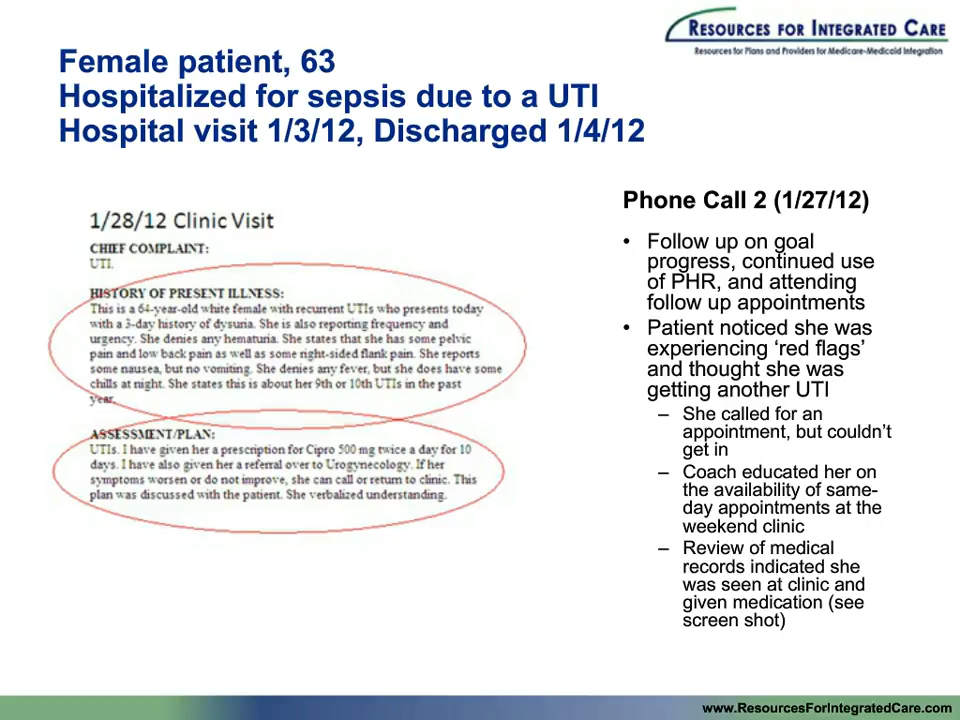 RESOURCES FOR INTEGRATED CARE
Resources for Plans and Providers for Medicare-Medicaid Integration
Female patient, 63
Hospitalized for sepsis due to a UTI
Hospital visit 1/3/12, Discharged 1/4/12
1/28/12 Clinic Visit
CHIEF COMPLAINT:
UTI.
HISTORY OF PRESENT ILLNESS:
This is a 64-year-old white female with recurrent UTIs who presents today
with a 3-day history of dysuria. She is also reporting frequency and
urgency. She denies any hematuria. She states that she has some pelvic
pain and low back pain as well as some right-sided flank pain. She reports
some nausea, but no vomiting. She denies any fever, but she does have some
chills at night. She states this is about her 9th or 10th UTIs in the past
year.
ASSESSMENT/PLAN:
UTIs. I have given her a prescription for Cipro 500 mg twice a day for 10
days. I have also given her a referral over to Urogynecology. If her
symptoms worsen or do not improve, she can call or return to clinic. This
plan was discussed with the patient. She verbalized understanding.
Phone Call 2 (1/27/12)
• Follow up on goal
progress, continued use
of PHR, and attending
follow up appointments
• Patient noticed she was
experiencing ‘red flags’
and thought she was
getting another UTI
– She called for an
appointment, but couldn’t
get in
– Coach educated her on
the availability of same-
day appointments at the
weekend clinic
– Review of medical
records indicated she
was seen at clinic and
given medication (see
screen shot)
www.ResourcesForIntegratedCare.com